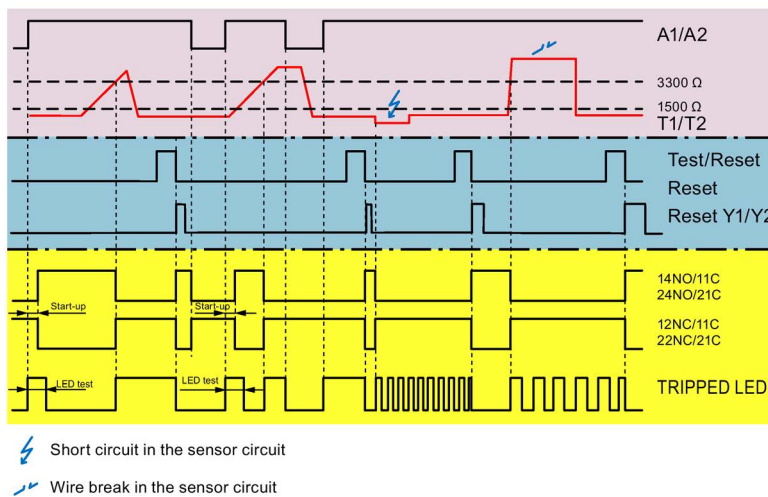 A1/A2
3300 Ω
1500 Ω
T1/T2
Test/Reset
Reset
Reset Y1/Y2
14NO/11C
24NO/21C
Start-up
Start-up
12NC/11C
22NC/21C
LED test
LED test
TRIPPED LED
Short circuit in the sensor circuit
Wire break in the sensor circuit